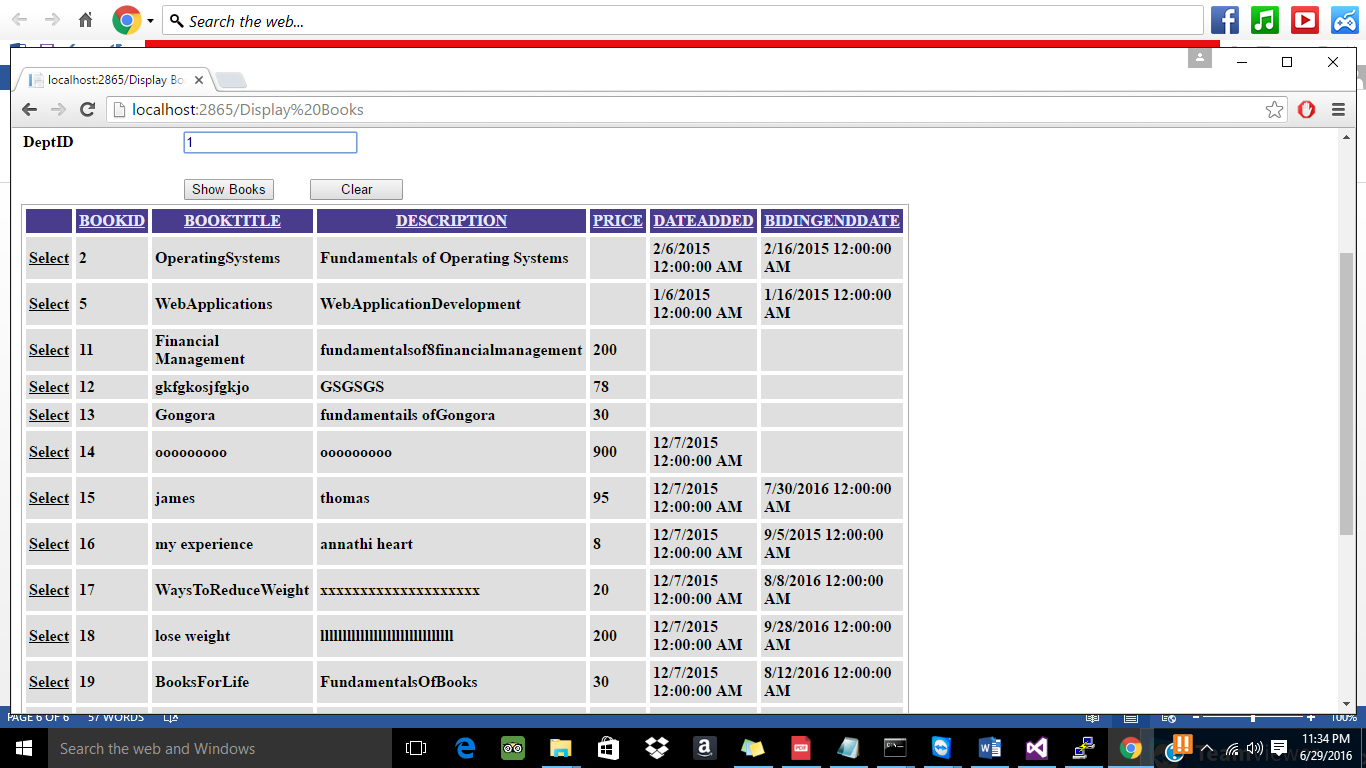 Search the web...
localhost:2865/Display Bo
localhost:2865/Display%20Books
DeptID
1
Show Books Clear
BOOKID BOOKTITLE DESCRIPTION PRICE DATEADDED BIDINGENDDATE
Select 2 OperatingSystems Fundamentals of Operating Systems 2/6/2015 2/16/2015 12:00:00
12:00:00 AM AM
Select 5 WebApplications WebApplicationDevelopment 1/6/2015 1/16/2015 12:00:00
12:00:00 AM AM
Select 11 Financial fundamentalsof8financialmanagement 200
Management
Select 12 gkfgkosjfgkjo GSGSGS 78
Select 13 Gongora fundamentails ofGongora 30
Select 14 ooooooooo ooooooooo 900 12/7/2015
12:00:00 AM
Select 15 james thomas 95 12/7/2015 7/30/2016 12:00:00
12:00:00 AM AM
Select 16 my experience annathi heart 8 12/7/2015 9/5/2015 12:00:00
12:00:00 AM AM
Select 17 WaysToReduceWeight xxxxxxxxxxxxxxxxxxxx 20 12/7/2015 8/8/2016 12:00:00
12:00:00 AM AM
Select 18 lose weight 200 12/7/2015 9/28/2016 12:00:00
12:00:00 AM AM
Select 19 BooksForLife FundamentalsOfBooks 30 12/7/2015 8/12/2016 12:00:00
12:00:00 AM AM
PAGE 6 OF 6 57 WORDS 100%
Search the web and Windows
11:34 PM
6/29/2016